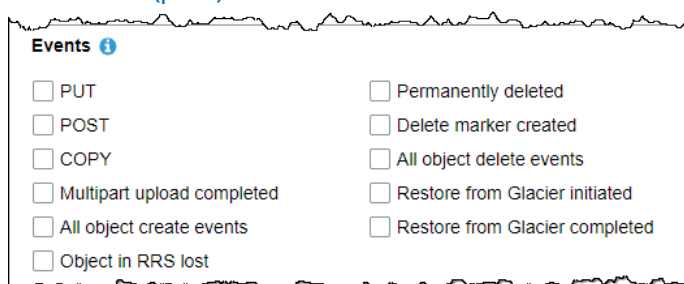 Events
PUT
POST
COPY
Multipart upload completed
All object create events
Object in RRS lost
Permanently deleted
Delete marker created
All object delete events
Restore from Glacier initiated
Restore from Glacier completed